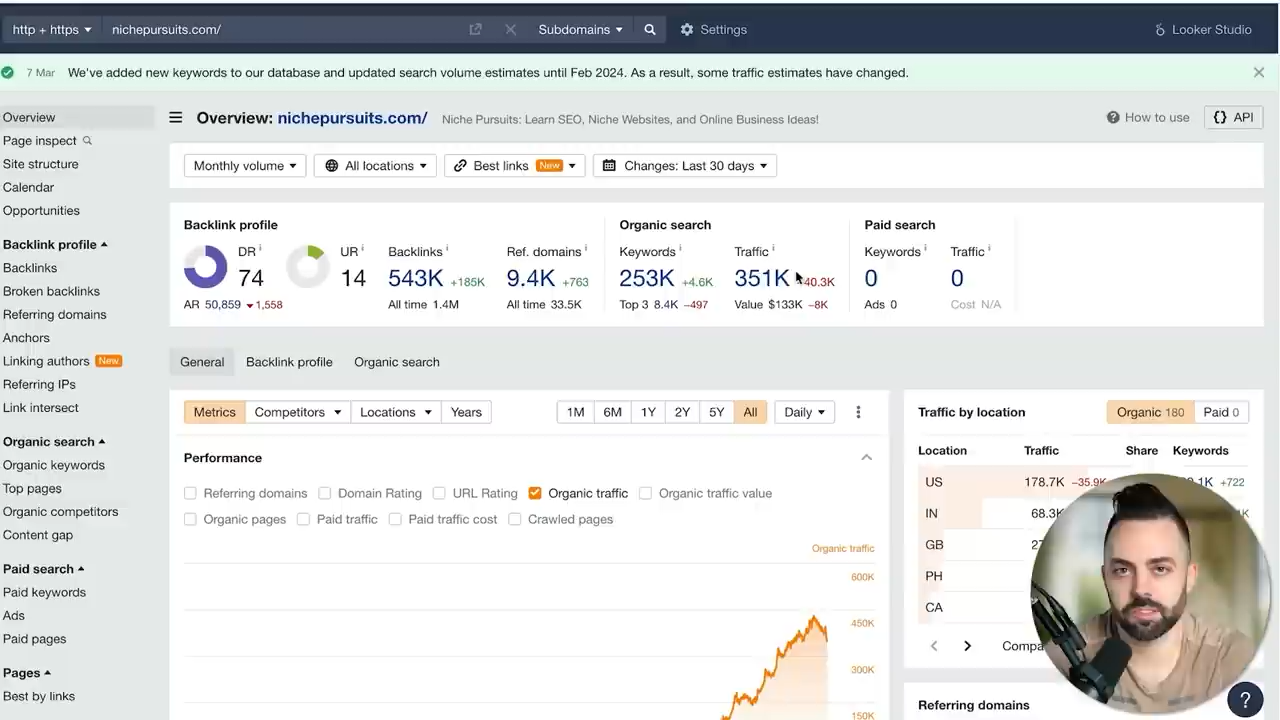 http + https nichepursuits.com/ Subdomains Settings Looker Studio
7 Mar We've added new keywords to our database and updated search volume estimates until Feb 2024. As a result, some traffic estimates have changed.
Overview
Page inspect
Site structure
Calendar
Opportunities
Backlink profile
Backlinks
Broken backlinks
Referring domains
Anchors
Linking authors New
Referring IPs
Link intersect
Organic search
Organic keywords
Top pages
Organic competitors
Content gap
Paid search
Paid keywords
Ads
Paid pages
Pages
Best by links
Overview: nichepursuits.com/ Niche Pursuits: Learn SEO, Niche Websites, and Online Business Ideas! How to use {} API
Monthly volume All locations Best links New Changes: Last 30 days
Backlink profile Organic search Paid search
DR UR Backlinks Ref. domains Keywords Traffic Keywords Traffic
74 14 543K +185K 9.4K +763 253K +4.6K 351K 40.3K 0 0
AR 50,859 1,558 All time 1.4M All time 33.5K Top 3 8.4K −497 Value $133K −8K Ads 0 Cost N/A
General Backlink profile Organic search
Metrics Competitors Locations Years 1M 6M 1Y 2Y 5Y All Daily
Performance
Referring domains Domain Rating URL Rating Organic traffic Organic traffic value
Organic pages Paid traffic Paid traffic cost Crawled pages
Organic traffic
600K
450K
300K
150K
Traffic by location Organic 180 Paid 0
Location Traffic Share Keywords
US 178.7K −35.9K +722
IN 68.3K
GB
PH
CA
Referring domains
?